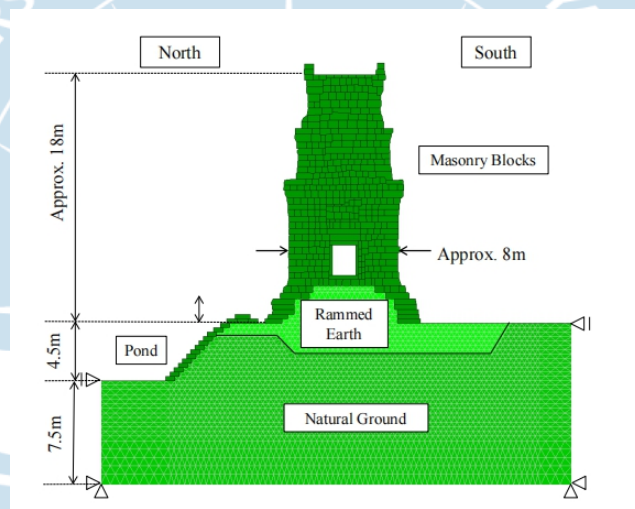 North
South
Approx. 18m
Masonry Blocks
Approx. 8m
Rammed
Earth
4.5m
Pond
7.5m
Natural Ground